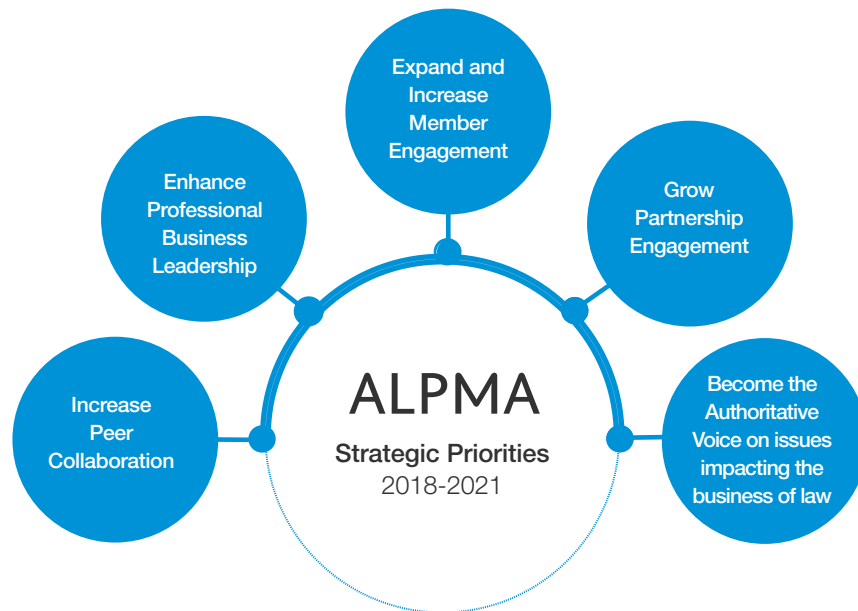 Expand and
Increase
Member
Engagement
Enhance
Professional
Business
Leadership
Grow
Partnership
Engagement
Increase
Peer
Collaboration
ALPMA
Strategic Priorities
2018-2021
Become the
Authoritative
Voice on issues
impacting the
business of law